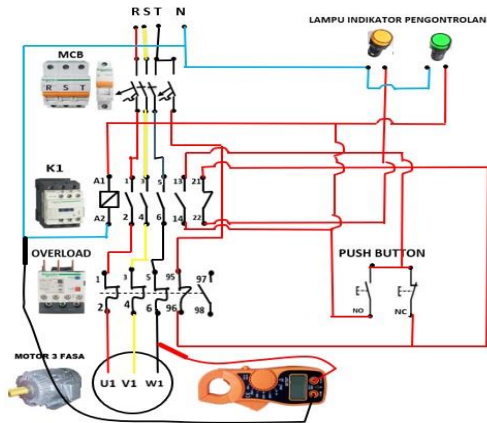 R S T N
LAMPU INDIKATOR PENGONTROLAN
MCB
R S T
K1
A1 1 3 5 13 21
A2 2 4 6 14 22
OVERLOAD
PUSH BUTTON
1 3 5 95 97
2 4 6 96 98
NO NC
MOTOR 3 FASA
U1 V1 W1